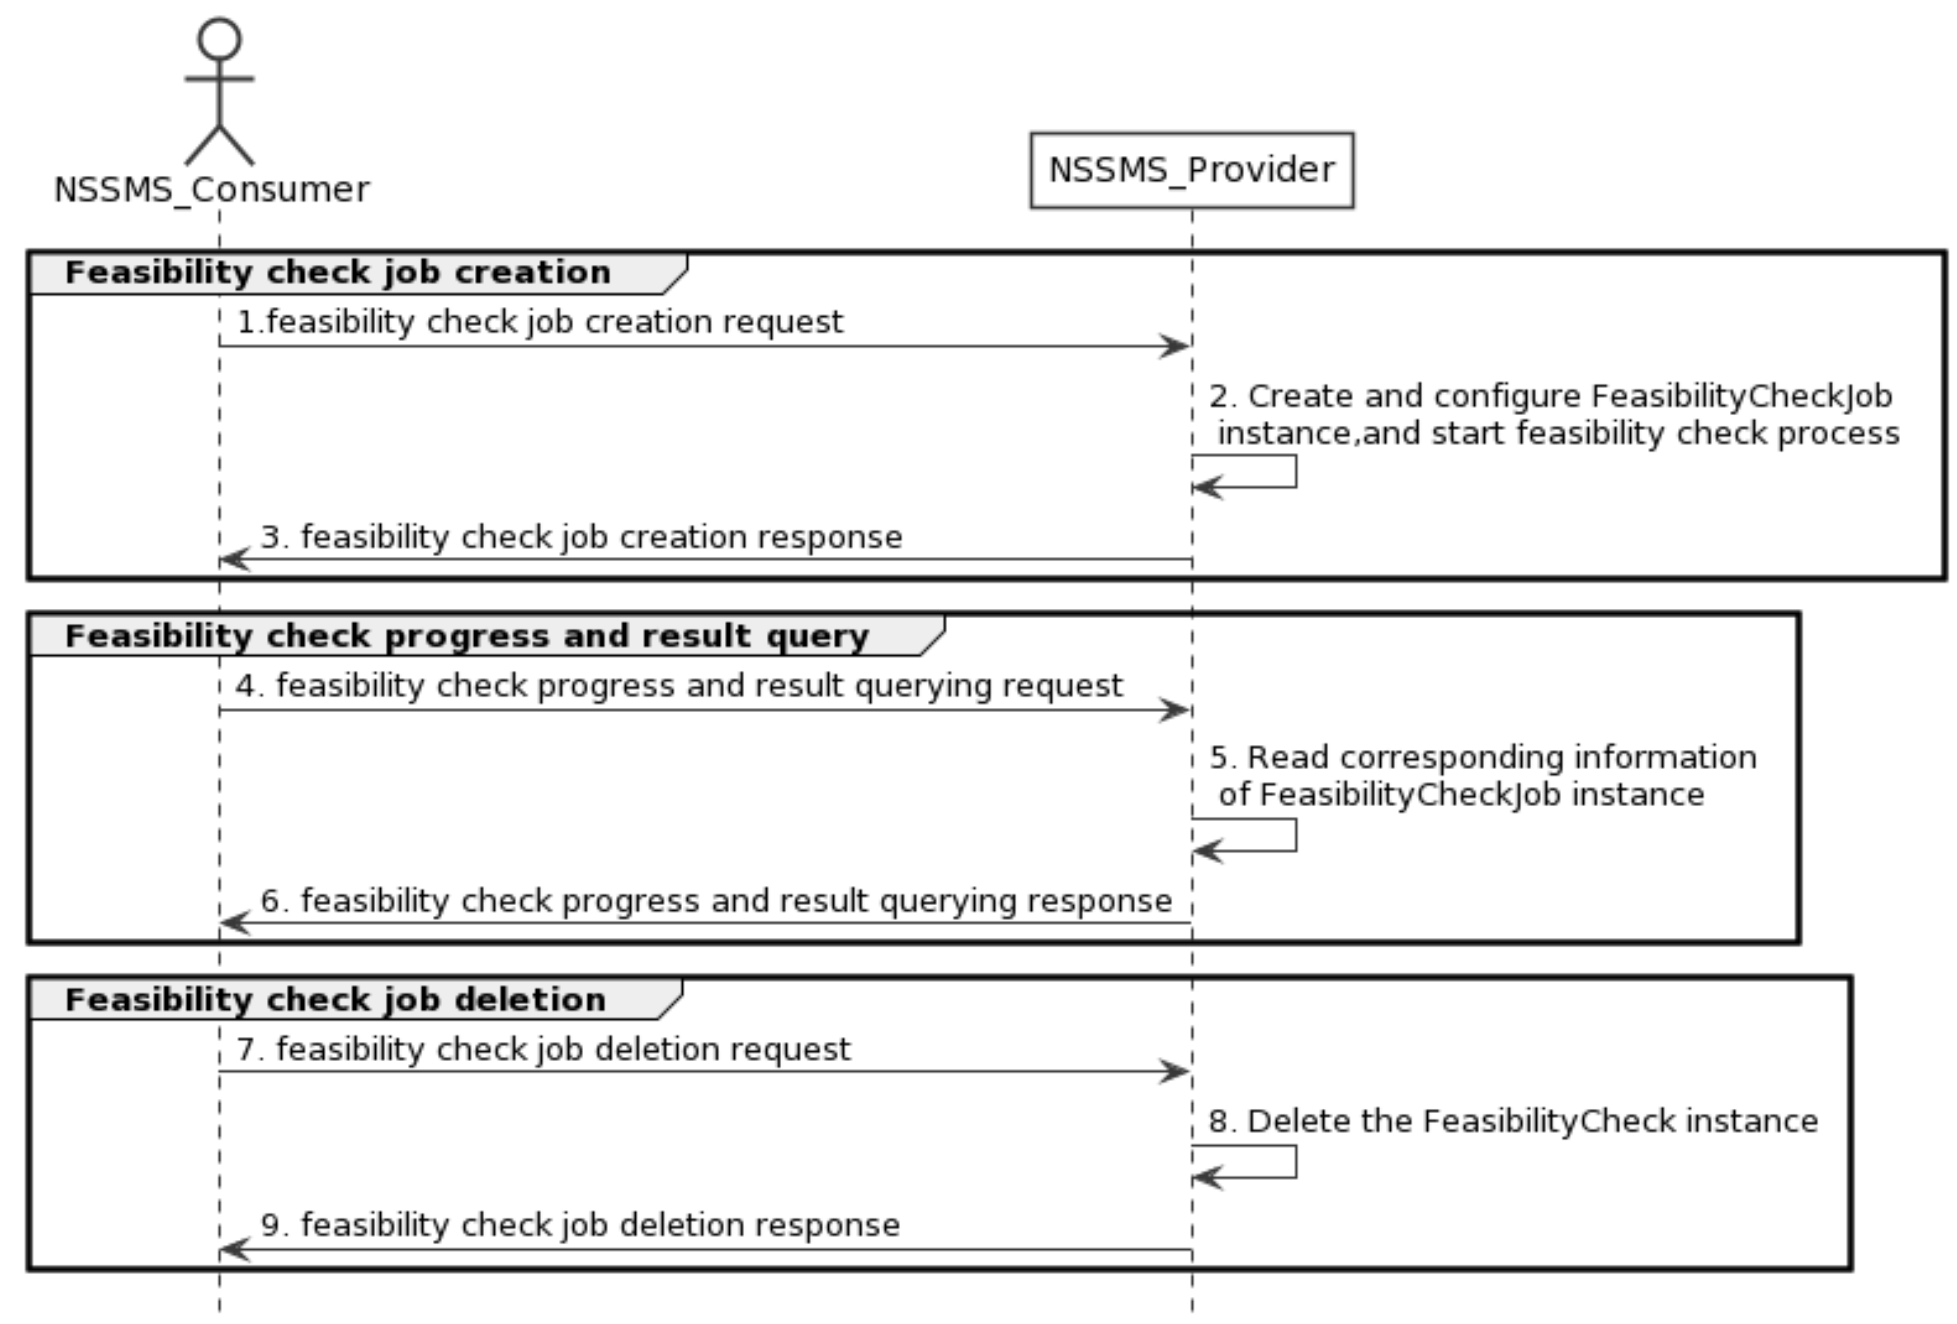 NSSMS_Consumer
NSSMS_Provider
Feasibility check job creation
1.feasibility check job creation request
2. Create and configure FeasibilityCheckJob
instance,and start feasibility check process
3. feasibility check job creation response
Feasibility check progress and result query
4. feasibility check progress and result querying request
5. Read corresponding information
of FeasibilityCheckJob instance
6. feasibility check progress and result querying response
Feasibility check job deletion
7. feasibility check job deletion request
8. Delete the FeasibilityCheck instance
9. feasibility check job deletion response